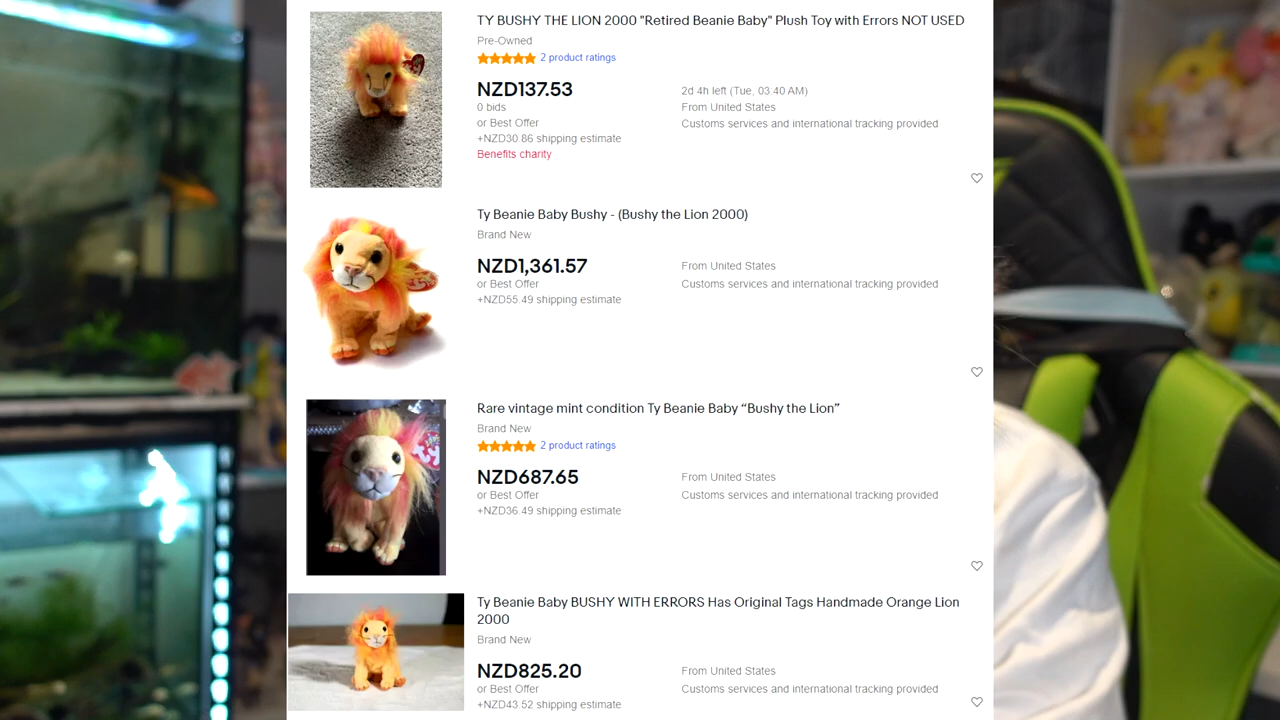 TY BUSHY THE LION 2000 "Retired Beanie Baby" Plush Toy with Errors NOT USED
Pre-Owned
2 product ratings
NZD137.53
2d 4h left (Tue, 03:40 AM)
0 bids
From United States
or Best Offer
Customs services and international tracking provided
+NZD30.86 shipping estimate
Benefits charity
Ty Beanie Baby Bushy - (Bushy the Lion 2000)
Brand New
NZD1,361.57
From United States
or Best Offer
Customs services and international tracking provided
+NZD55.49 shipping estimate
Rare vintage mint condition Ty Beanie Baby “Bushy the Lion”
Brand New
2 product ratings
NZD687.65
From United States
or Best Offer
Customs services and international tracking provided
+NZD36.49 shipping estimate
Ty Beanie Baby BUSHY WITH ERRORS Has Original Tags Handmade Orange Lion
2000
Brand New
NZD825.20
From United States
or Best Offer
Customs services and international tracking provided
+NZD43.52 shipping estimate